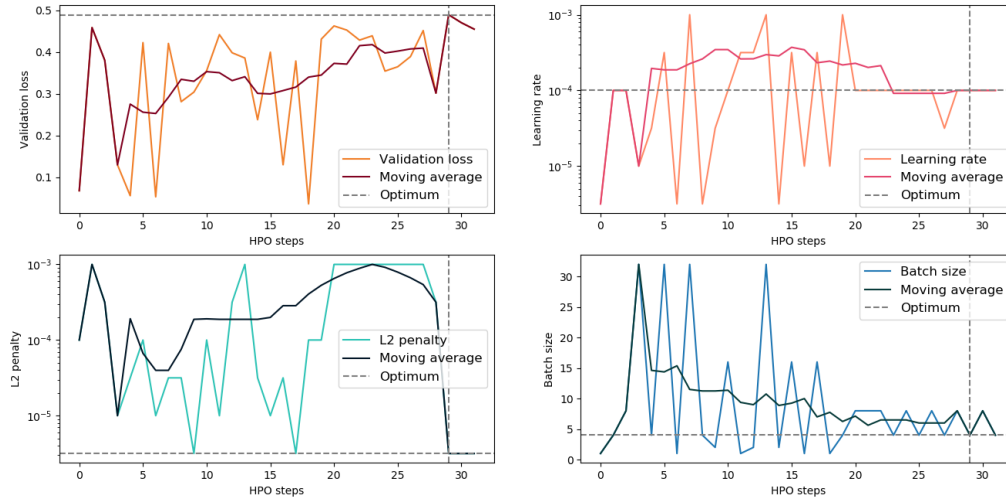 Validation loss
0.5
0.4
0.3
0.2
0.1
Validation loss
Moving average
Optimum
0 5 10 15 20 25 30
HPO steps
Learning rate
10⁻³
10⁻⁴
10⁻⁵
Learning rate
Moving average
Optimum
0 5 10 15 20 25 30
HPO steps
L2 penalty
10⁻³
10⁻⁴
10⁻⁵
L2 penalty
Moving average
Optimum
0 5 10 15 20 25 30
HPO steps
Batch size
30
25
20
15
10
5
0
Batch size
Moving average
Optimum
0 5 10 15 20 25 30
HPO steps